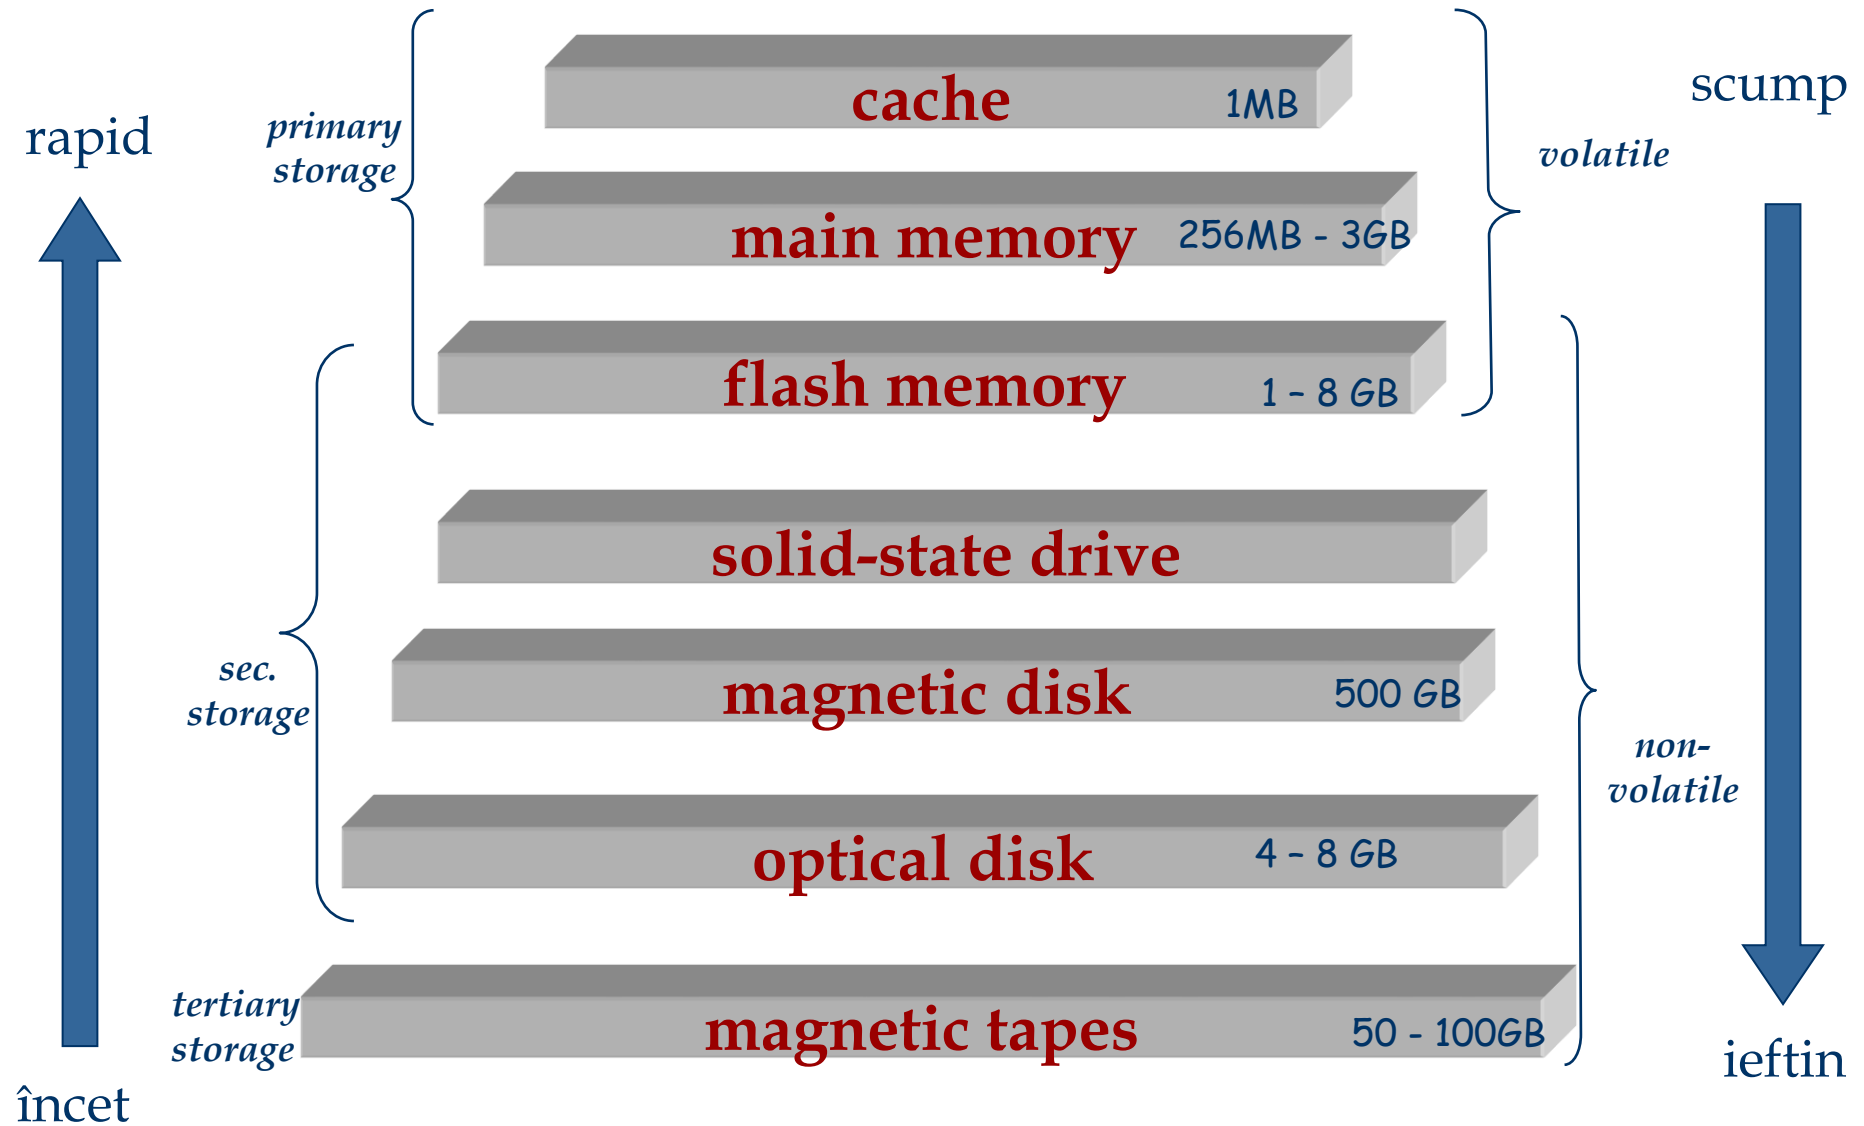 scump
cache 1MB
rapid
primary
storage
volatile
main memory 256MB - 3GB
flash memory 1 – 8 GB
solid-state drive
sec.
storage
magnetic disk 500 GB
non-
volatile
optical disk 4 – 8 GB
tertiary
storage
magnetic tapes 50 - 100GB
ieftin
încet